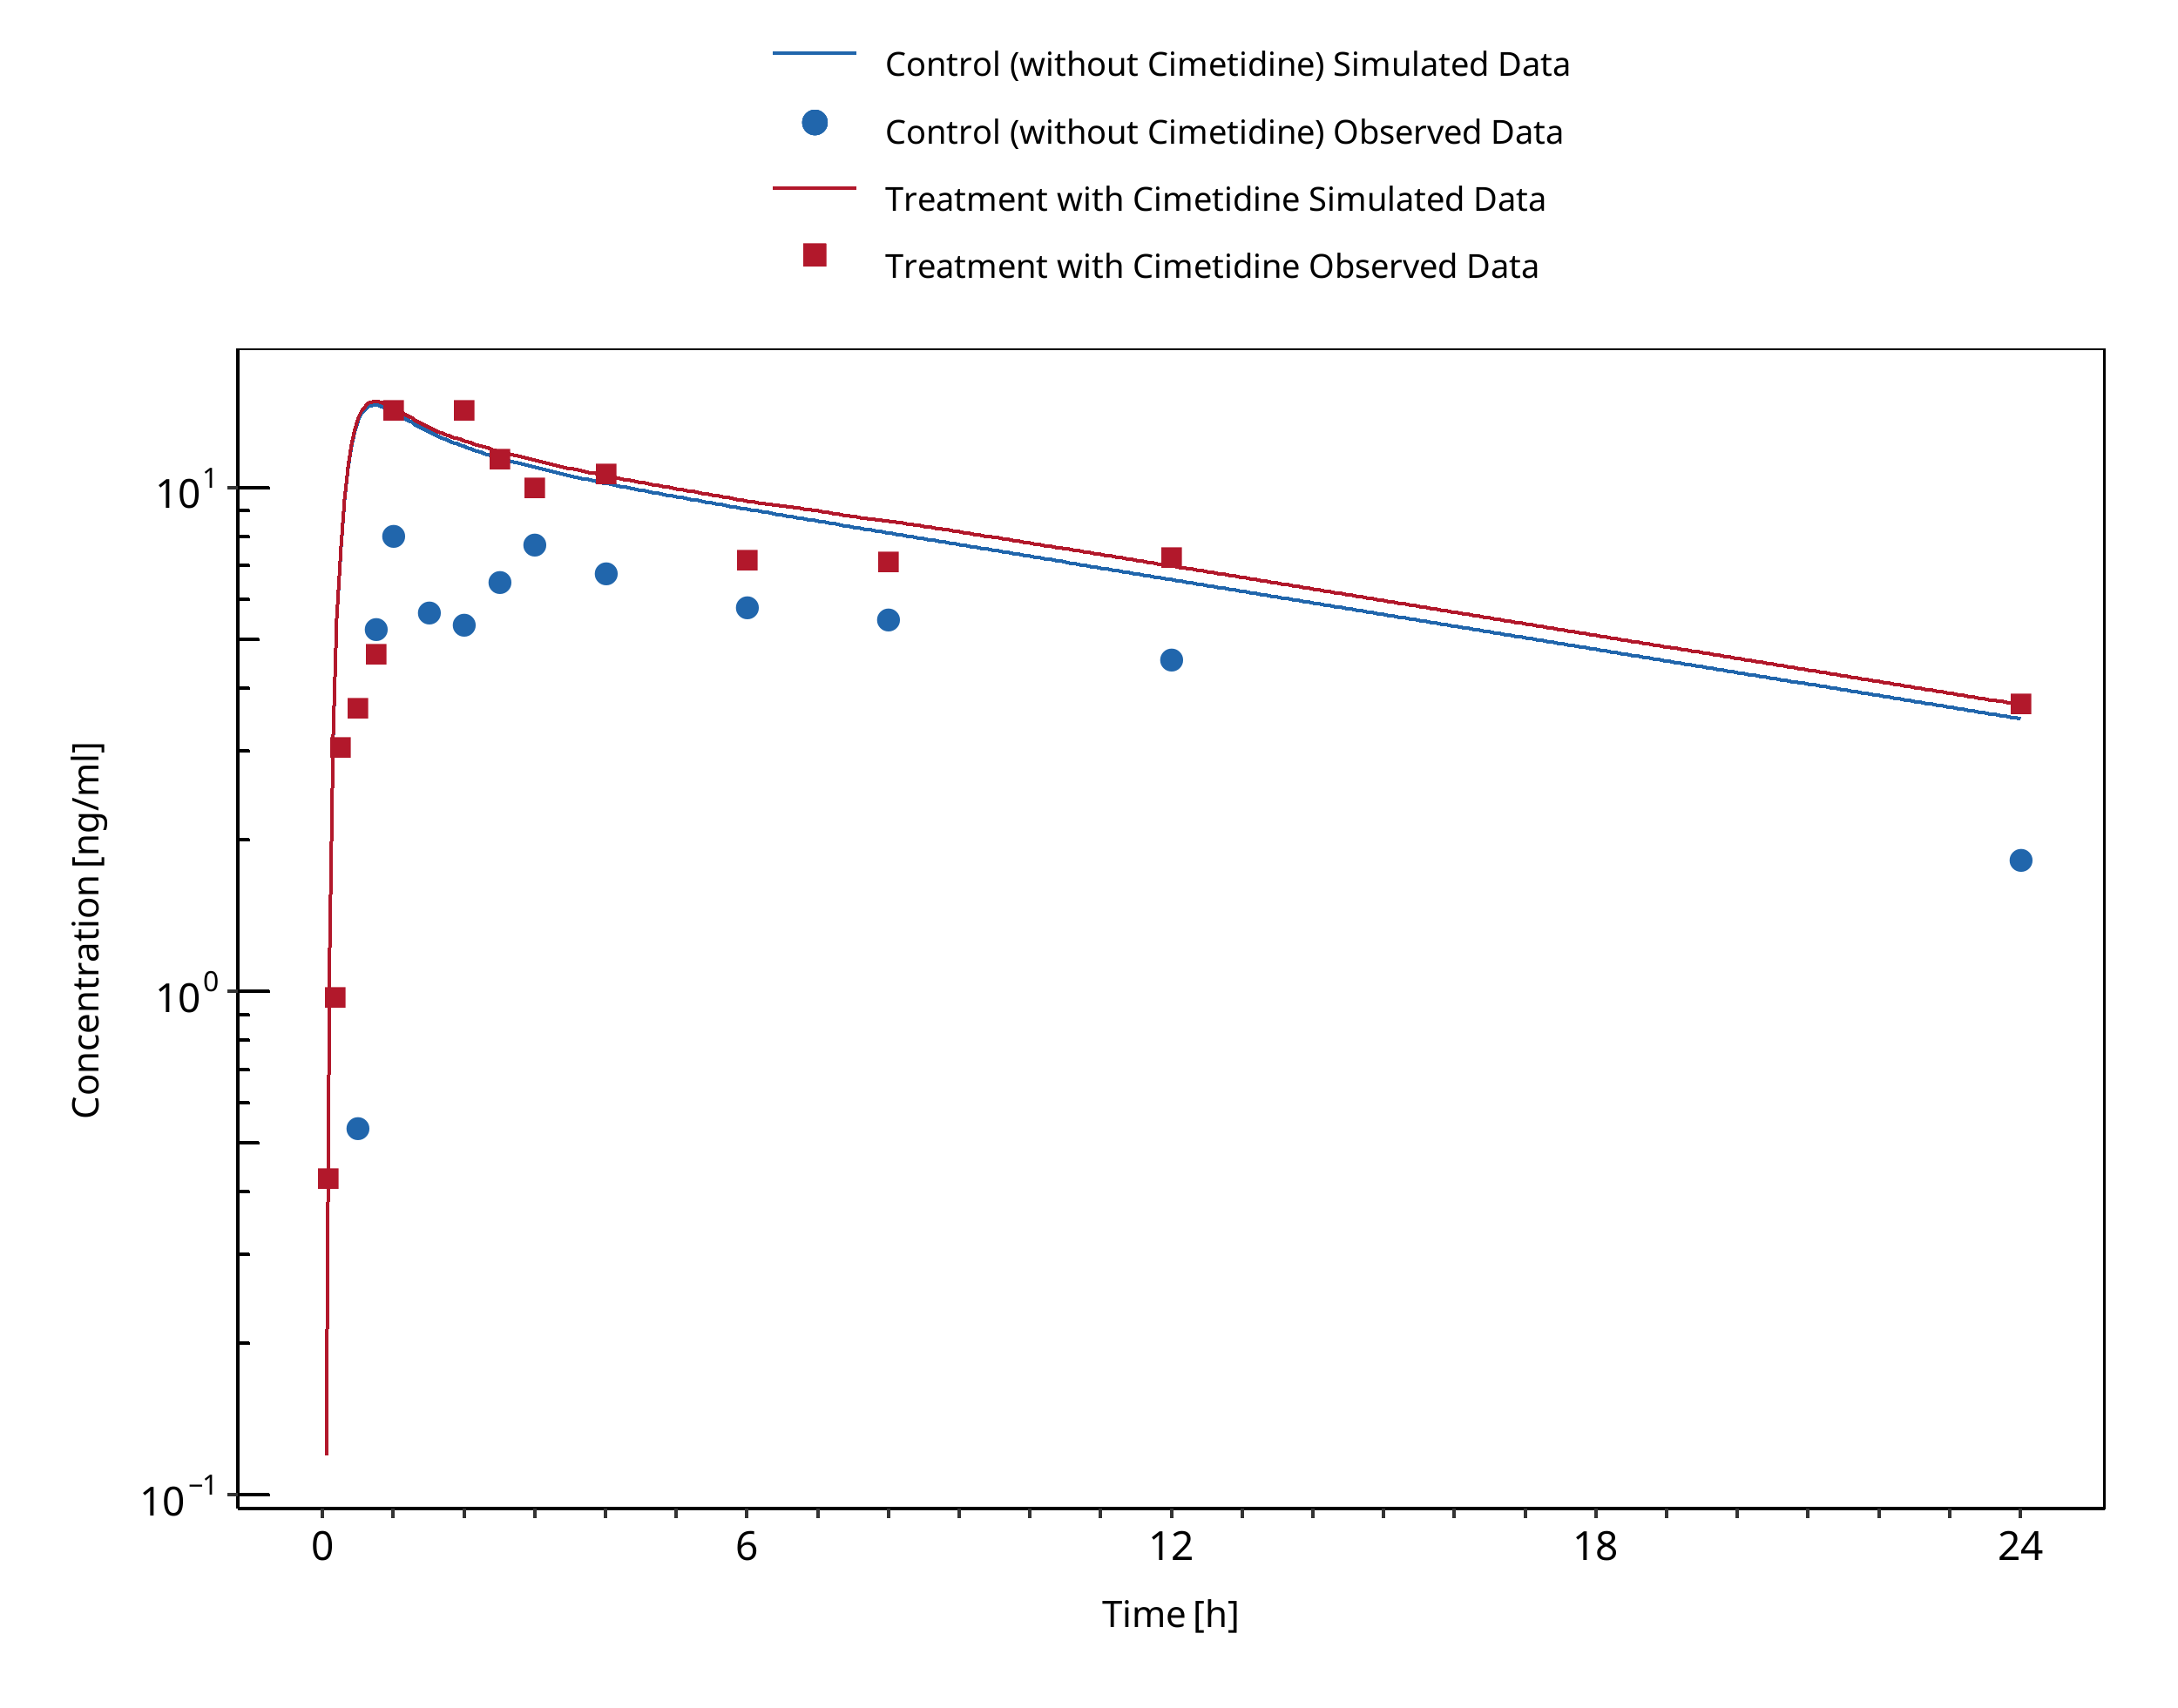 Control (without Cimetidine) Simulated Data
Control (without Cimetidine) Observed Data
Treatment with Cimetidine Simulated Data
Treatment with Cimetidine Observed Data
Concentration [ng/ml]
10^1
10^0
10^−1
0 6 12 18 24
Time [h]